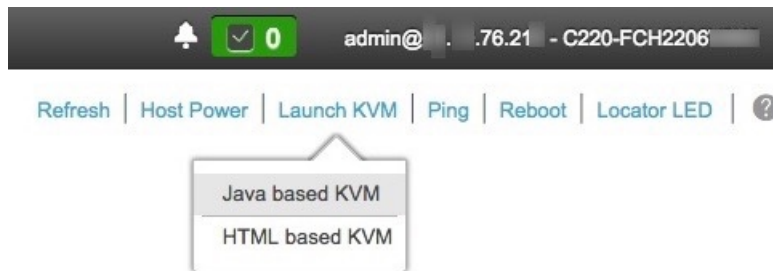 0 admin@ . .76.21 - C220-FCH2206
Refresh | Host Power | Launch KVM | Ping | Reboot | Locator LED | ?
Java based KVM
HTML based KVM